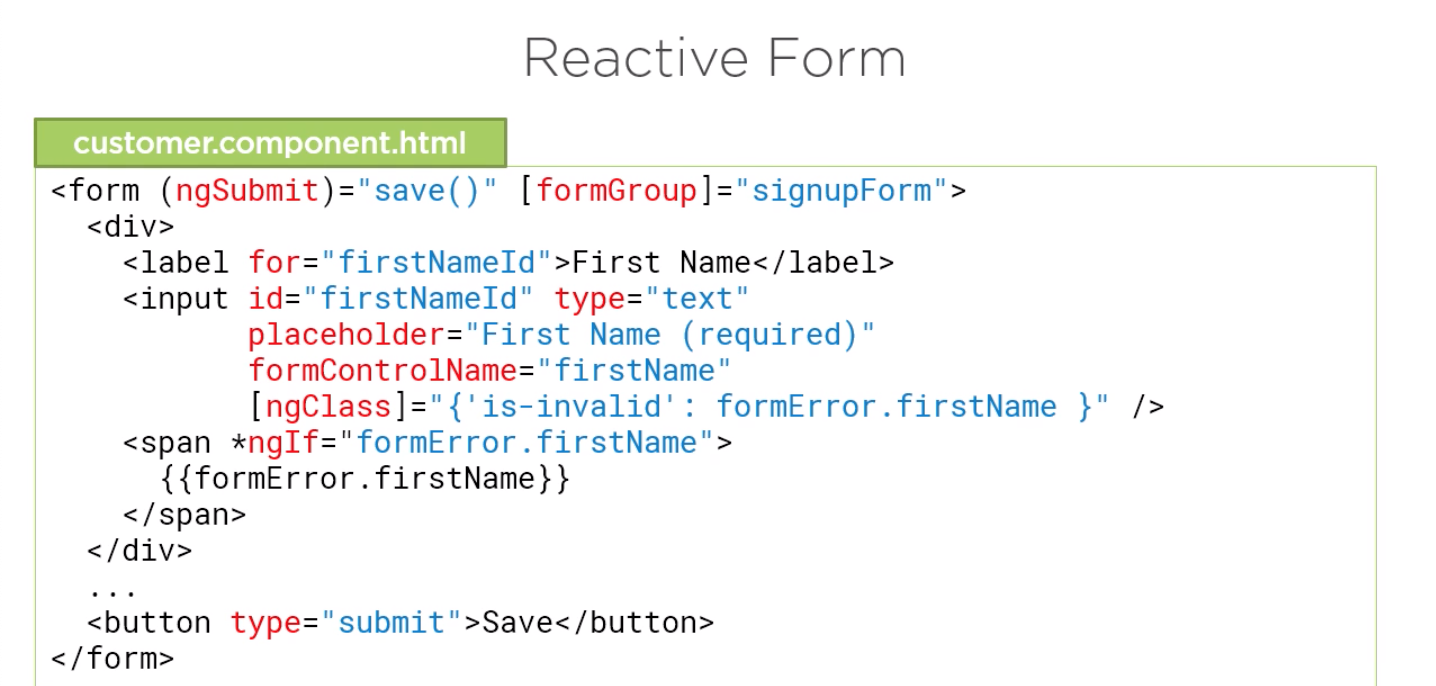 Reactive Form
customer.component.html
<form (ngSubmit)="save()" [formGroup]="signupForm">
  <div>
    <label for="firstNameId">First Name</label>
    <input id="firstNameId" type="text"
           placeholder="First Name (required)"
           formControlName="firstName"
           [ngClass]="{'is-invalid': formError.firstName }" />
    <span *ngIf="formError.firstName">
      {{formError.firstName}}
    </span>
  </div>
  ...
  <button type="submit">Save</button>
</form>